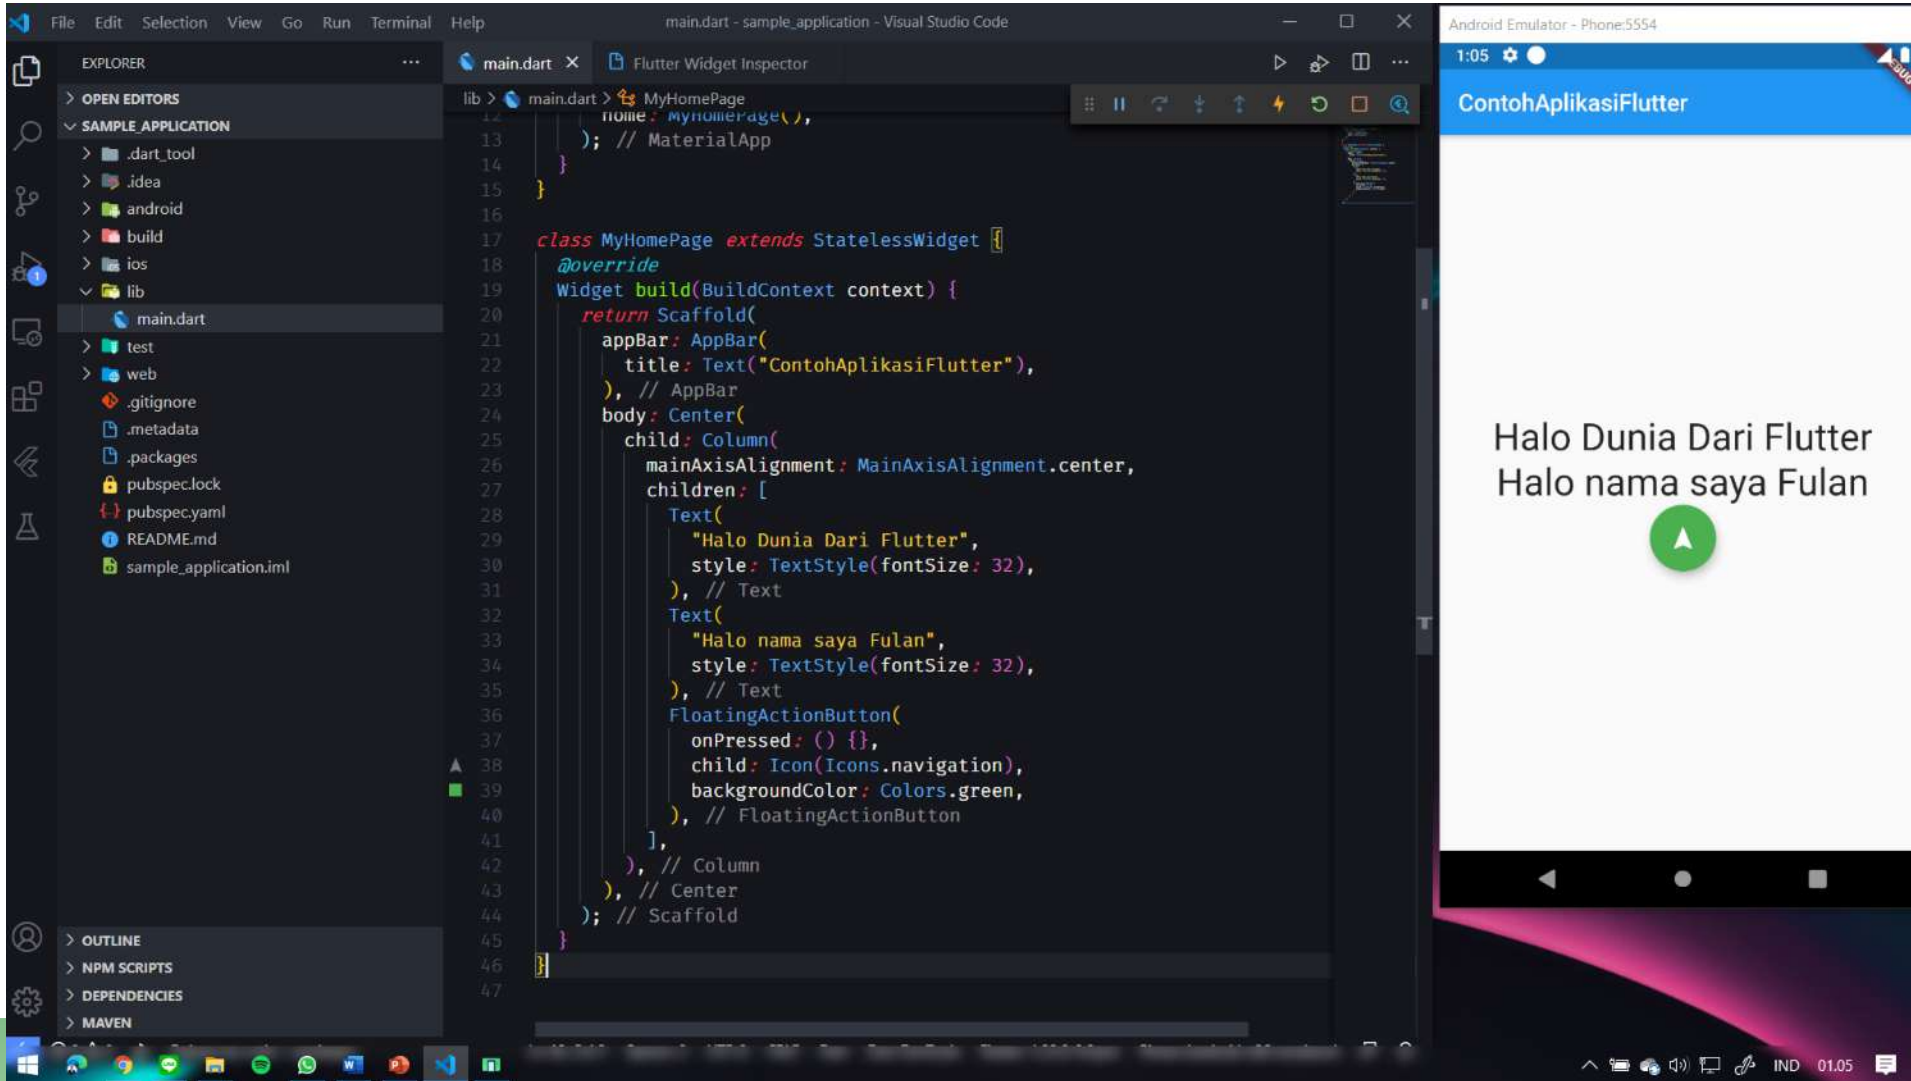 File Edit Selection View Go Run Terminal Help
main.dart - sample_application - Visual Studio Code
EXPLORER
OPEN EDITORS
SAMPLE_APPLICATION
.dart_tool
.idea
android
build
ios
lib
main.dart
test
web
.gitignore
.metadata
.packages
pubspec.lock
pubspec.yaml
README.md
sample_application.iml
OUTLINE
NPM SCRIPTS
DEPENDENCIES
MAVEN
main.dart
Flutter Widget Inspector
lib > main.dart > MyHomePage
12 home: MyHomePage(),
13 ); // MaterialApp
14 }
15 }
16
17 class MyHomePage extends StatelessWidget {
18 @override
19 Widget build(BuildContext context) {
20 return Scaffold(
21 appBar: AppBar(
22 title: Text("ContohAplikasiFlutter"),
23 ), // AppBar
24 body: Center(
25 child: Column(
26 mainAxisAlignment: MainAxisAlignment.center,
27 children: [
28 Text(
29 "Halo Dunia Dari Flutter",
30 style: TextStyle(fontSize: 32),
31 ), // Text
32 Text(
33 "Halo nama saya Fulan",
34 style: TextStyle(fontSize: 32),
35 ), // Text
36 FloatingActionButton(
37 onPressed: () {},
38 child: Icon(Icons.navigation),
39 backgroundColor: Colors.green,
40 ), // FloatingActionButton
41 ],
42 ), // Column
43 ), // Center
44 ); // Scaffold
45 }
46 }
47
Android Emulator - Phone:5554
1:05
ContohAplikasiFlutter
Halo Dunia Dari Flutter
Halo nama saya Fulan
IND 01.05